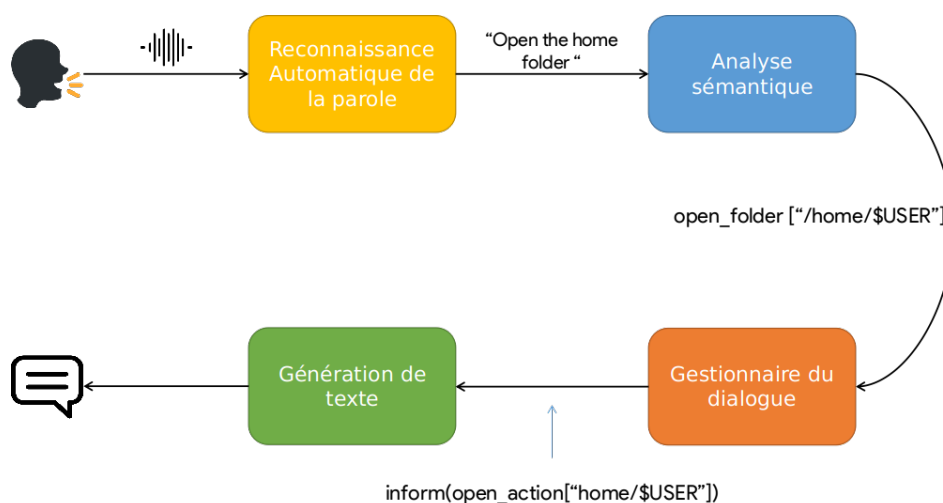 Reconnaissance
Automatique de
la parole
“Open the home
folder “
Analyse
sémantique
open_folder [“/home/$USER”]
Génération de
texte
Gestionnaire du
dialogue
inform(open_action[“home/$USER”])